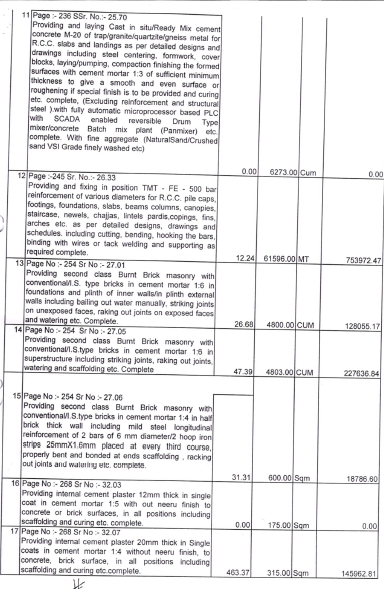 11 Page :- 236 SSr. No.:- 25.70
Providing and laying Cast in situ/Ready Mix cement
concrete M-20 of trap/granite/quartzite/gneiss metal for
R.C.C. slabs and landings as per detailed designs and
drawings including steel centering, formwork, cover
blocks, laying/pumping, compaction finishing the formed
surfaces with cement mortar 1:3 of sufficient minimum
thickness to give a smooth and even surface or
roughening if special finish is to be provided and curing
etc. complete, (Excluding reinforcement and structural
steel ).with fully automatic microprocessor based PLC
with SCADA enabled reversible Drum Type
mixer/concrete Batch mix plant (Panmixer) etc.
complete. With fine aggregate (NaturalSand/Crushed
sand VSI Grade finely washed etc)
0.00 6273.00 Cum 0.00
12 Page :-245 Sr. No.:- 26.33
Providing and fixing in position TMT - FE - 500 bar
reinforcement of various diameters for R.C.C. pile caps,
footings, foundations, slabs, beams columns, canopies,
staircase, newels, chajjas, lintels pardis,copings, fins,
arches etc. as per detailed designs, drawings and
schedules. including cutting, bending, hooking the bars,
binding with wires or tack welding and supporting as
required complete.
12.24 61596.00 MT 753972.47
13 Page No :- 254 Sr No :- 27.01
Providing second class Burnt Brick masonry with
conventional/I.S. type bricks in cement mortar 1:6 in
foundations and plinth of inner walls/in plinth external
walls including bailing out water manually, striking joints
on unexposed faces, raking out joints on exposed faces
and watering etc. Complete.
26.68 4800.00 CUM 128055.17
14 Page No :- 254 Sr No :- 27.05
Providing second class Burnt Brick masonry with
conventional/I.S.type bricks in cement mortar 1:6 in
superstructure including striking joints, raking out joints,
watering and scaffolding etc. Complete
47.39 4803.00 CUM 227636.84
15 Page No :- 254 Sr No :- 27.06
Providing second class Burnt Brick masonry with
conventional/I.S.type bricks in cement mortar 1:4 in half
brick thick wall including mild steel longitudinal
reinforcement of 2 bars of 6 mm diameter/2 hoop iron
strips 25mmX1.6mm placed at every third course,
properly bent and bonded at ends scaffolding , racking
out joints and watering etc. complete.
31.31 600.00 Sqm 18786.60
16 Page No :- 268 Sr No :- 32.03
Providing internal cement plaster 12mm thick in single
coat in cement mortar 1:5 with out neeru finish to
concrete or brick surfaces, in all positions including
scaffolding and curing etc. complete.
0.00 175.00 Sqm 0.00
17 Page No :- 268 Sr No :- 32.07
Providing internal cement plaster 20mm thick in Single
coats in cement mortar 1:4 without neeru finish, to
concrete, brick surface, in all positions including
scaffolding and curing etc.complete.
463.37 315.00 Sqm 145962.81